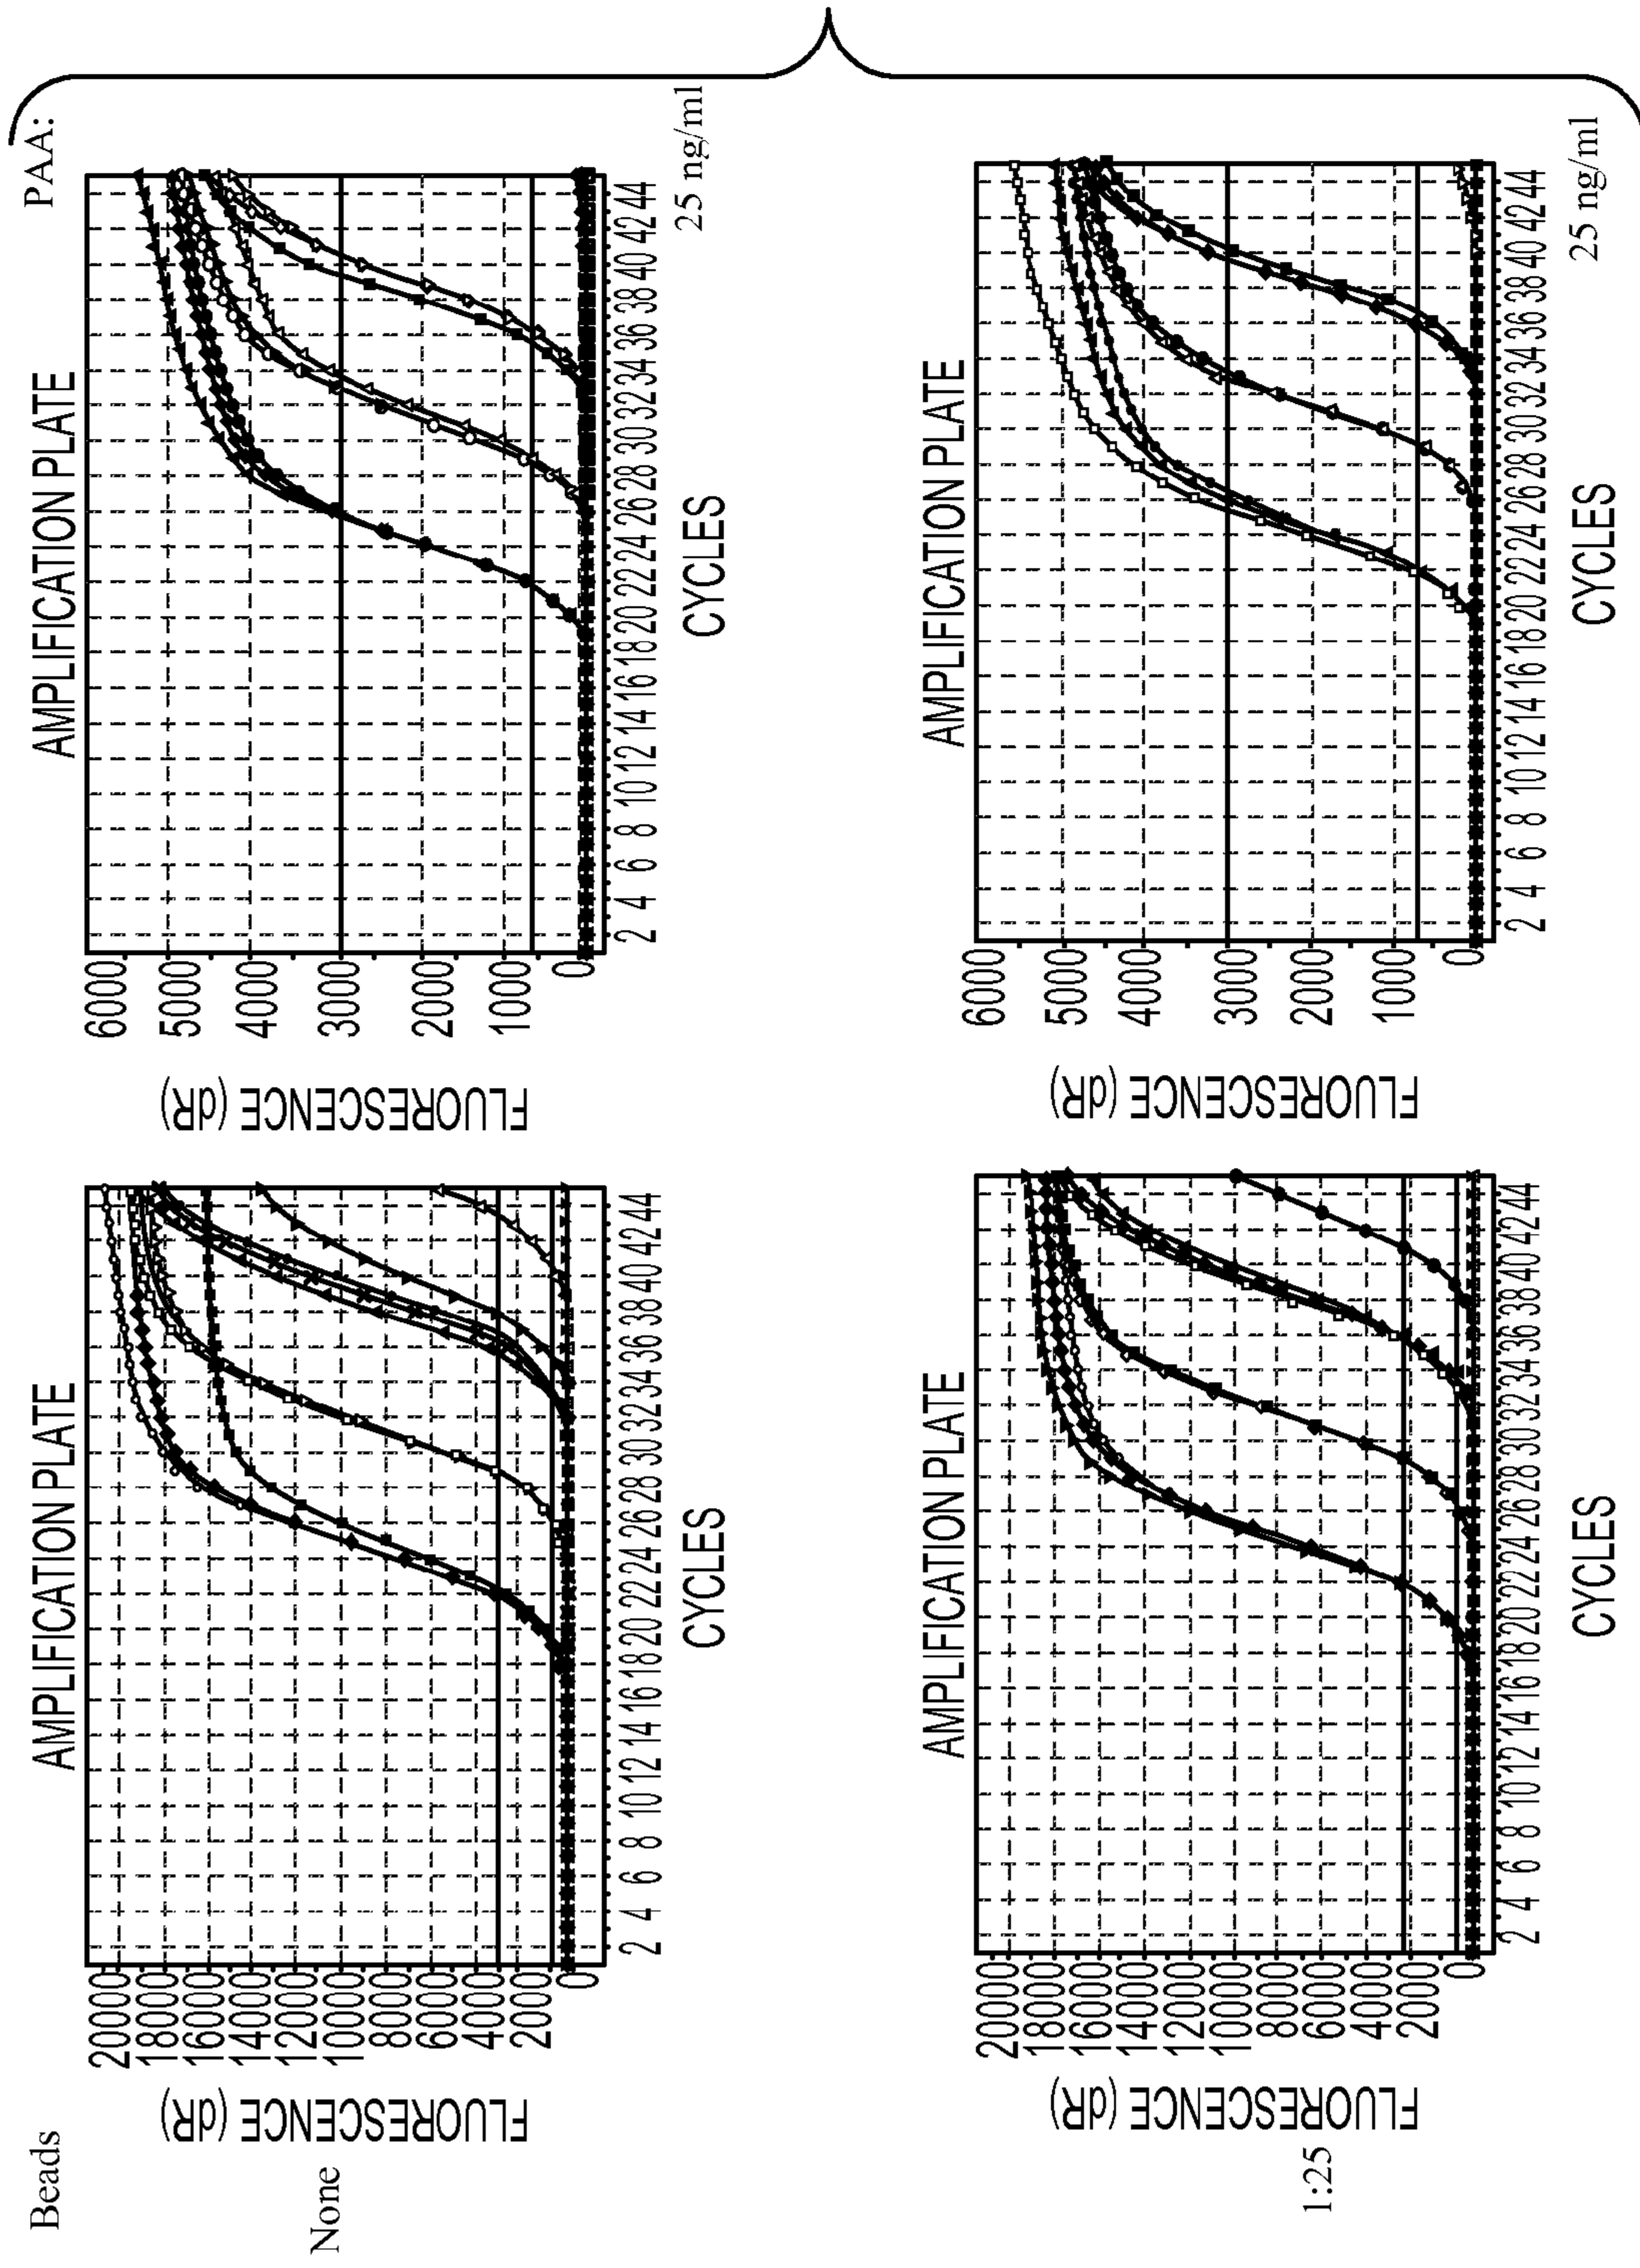 Beads
PAA:
None
AMPLIFICATION PLATE
FLUORESCENCE (dR)
20000
18000
16000
14000
12000
10000
8000
6000
4000
2000
0
2 4 6 8 10 12 14 16 18 20 22 24 26 28 30 32 34 36 38 40 42 44
CYCLES
AMPLIFICATION PLATE
FLUORESCENCE (dR)
6000
5000
4000
3000
2000
1000
0
2 4 6 8 10 12 14 16 18 20 22 24 26 28 30 32 34 36 38 40 42 44
CYCLES
25 ng/ml
1:25
AMPLIFICATION PLATE
FLUORESCENCE (dR)
20000
18000
16000
14000
12000
10000
8000
6000
4000
2000
0
2 4 6 8 10 12 14 16 18 20 22 24 26 28 30 32 34 36 38 40 42 44
CYCLES
AMPLIFICATION PLATE
FLUORESCENCE (dR)
6000
5000
4000
3000
2000
1000
0
2 4 6 8 10 12 14 16 18 20 22 24 26 28 30 32 34 36 38 40 42 44
CYCLES
25 ng/ml